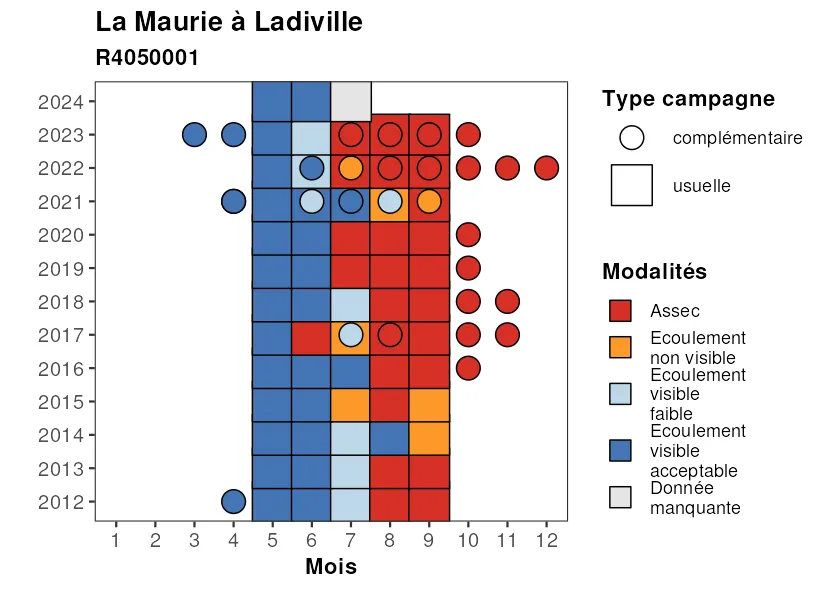 La Maurie à Ladiville
R4050001
2024
2023
2022
2021
2020
2019
2018
2017
2016
2015
2014
2013
2012
1 2 3 4 5 6 7 8 9 10 11 12
Mois
Type campagne
complémentaire
usuelle
Modalités
Assec
Ecoulement
non visible
Ecoulement
visible
faible
Ecoulement
visible
acceptable
Donnée
manquante